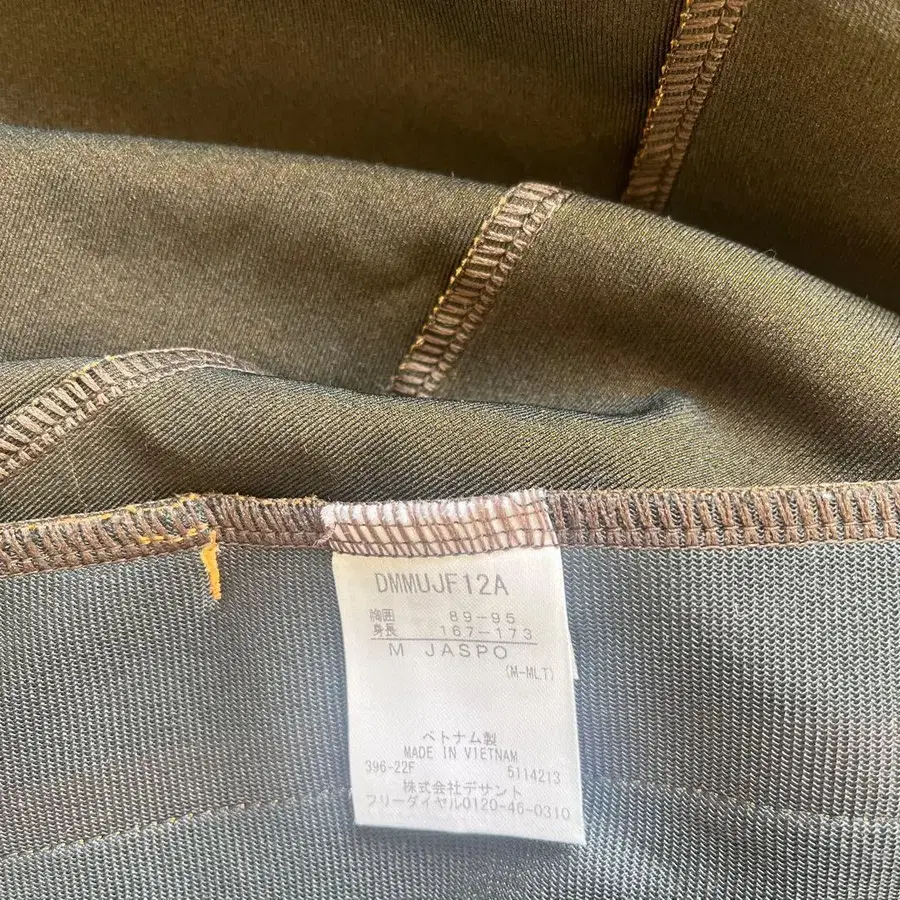 DMMUJF12A
胸囲 89-95
身長 167-173
M JASPO
(M-ML.T)
ベトナム製
MADE IN VIETNAM
396-22F 5114213
株式会社デサント
フリーダイヤル0120-46-0310